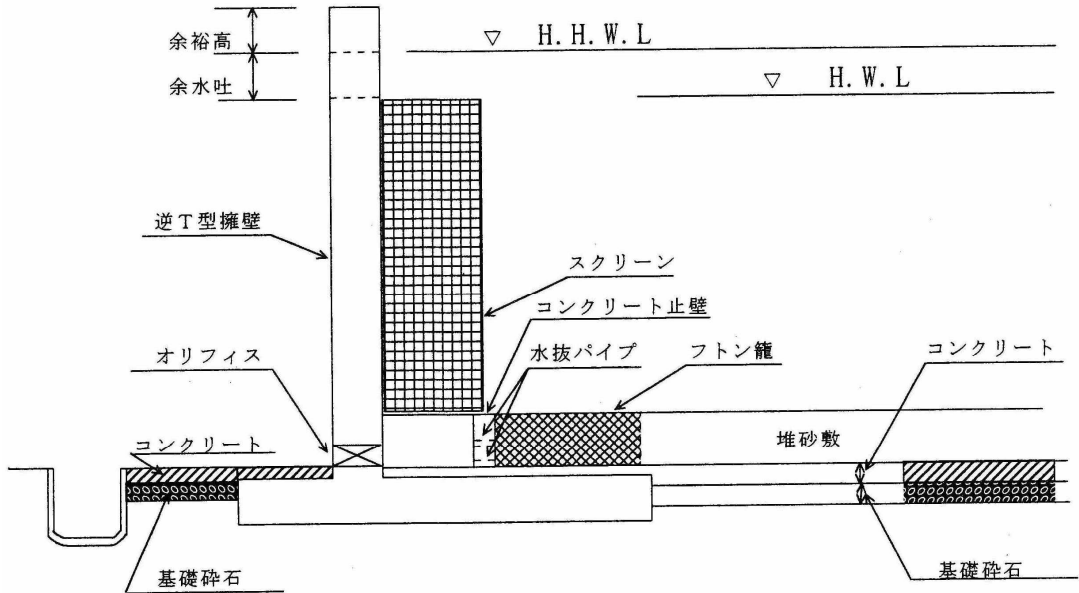 余裕高
▽ H.H.W.L
余水吐
▽ H.W.L
逆T型擁壁
スクリーン
コンクリート止壁
オリフィス
水抜パイプ
フトン籠
コンクリート
コンクリート
堆砂敷
基礎砕石
基礎砕石